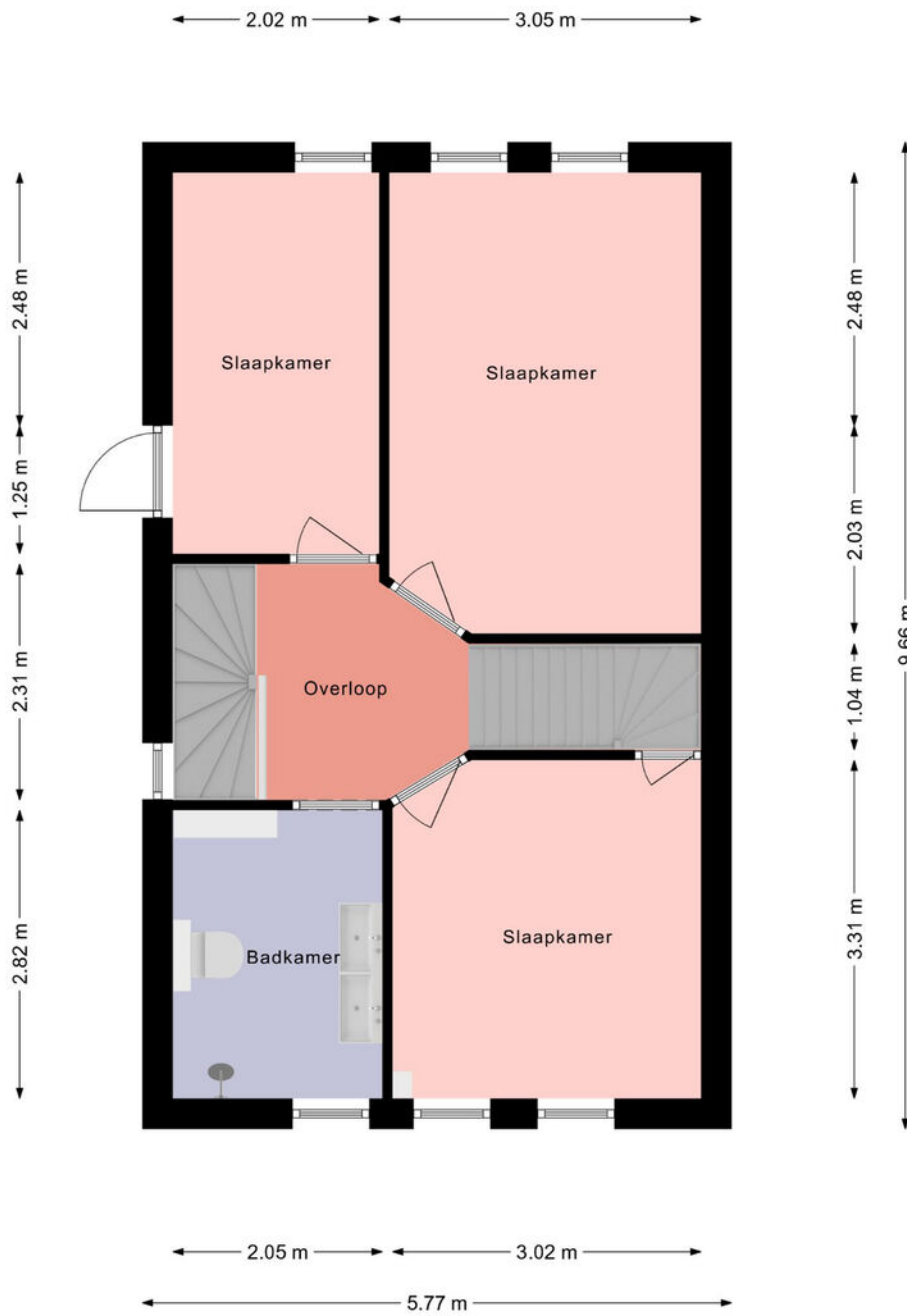 2.02 m
3.05 m
2.48 m
2.48 m
Slaapkamer
Slaapkamer
1.25 m
2.03 m
9.66 m
2.31 m
Overloop
1.04 m
2.82 m
Badkamer
Slaapkamer
3.31 m
2.05 m
3.02 m
5.77 m